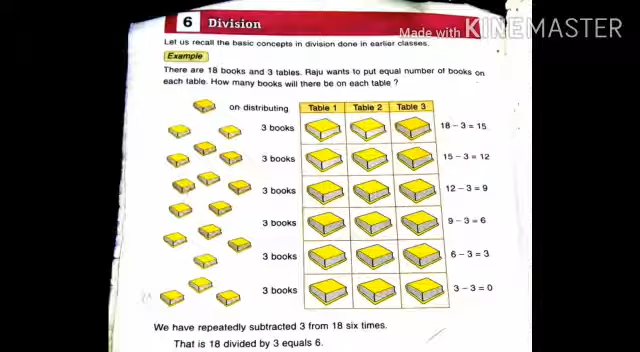 6 Division
Made with KINEMASTER
Let us recall the basic concepts in division done in earlier classes.
Example
There are 18 books and 3 tables. Raju wants to put equal number of books on
each table. How many books will there be on each table ?
on distributing Table 1 Table 2 Table 3
3 books 18 – 3 = 15
3 books 15 – 3 = 12
3 books 12 – 3 = 9
3 books 9 – 3 = 6
3 books 6 – 3 = 3
3 books 3 – 3 = 0
We have repeatedly subtracted 3 from 18 six times.
That is 18 divided by 3 equals 6.